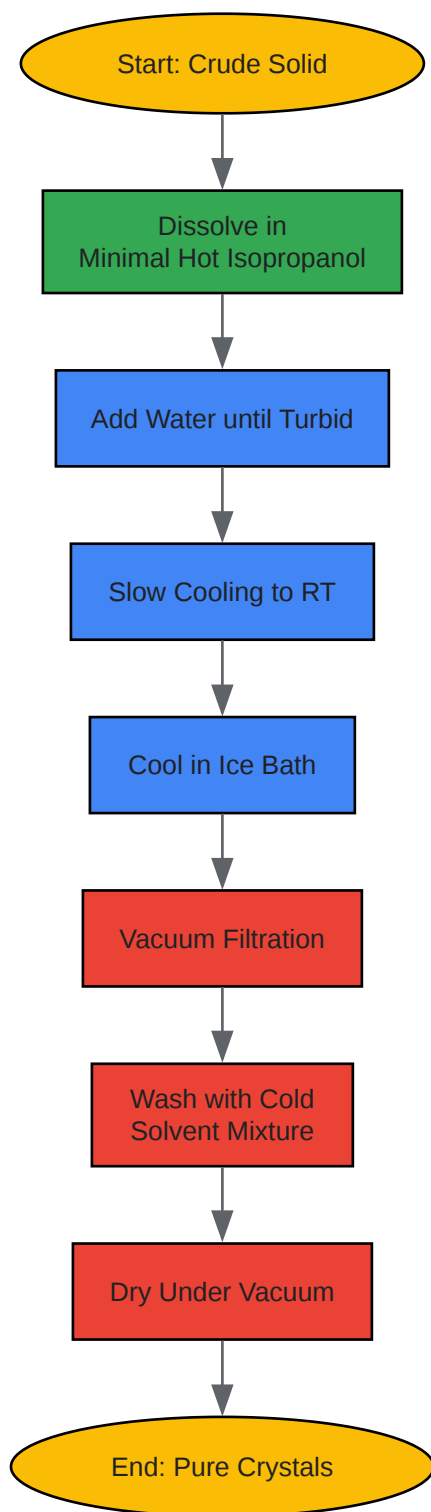 Start: Crude Solid
Dissolve in
Minimal Hot Isopropanol
Add Water until Turbid
Slow Cooling to RT
Cool in Ice Bath
Vacuum Filtration
Wash with Cold
Solvent Mixture
Dry Under Vacuum
End: Pure Crystals